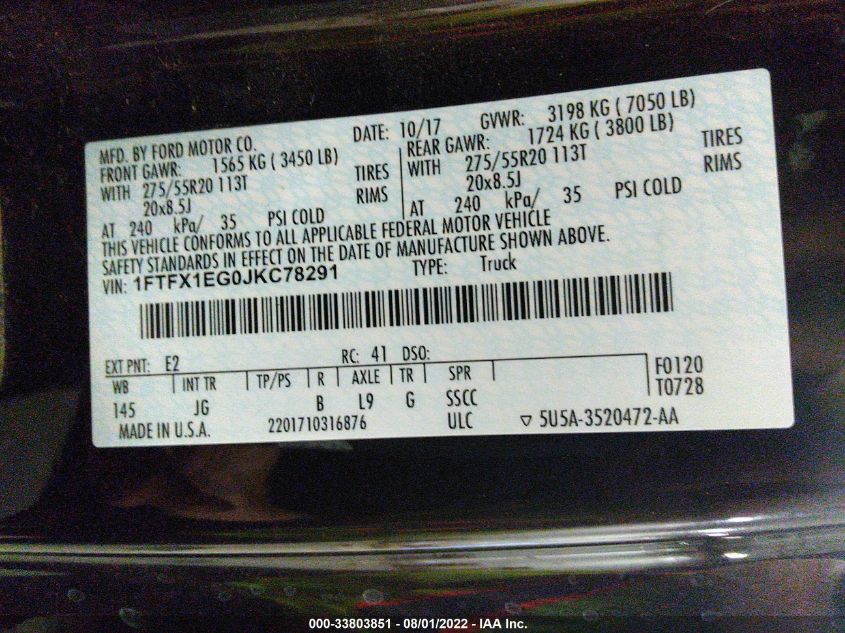 MFD. BY FORD MOTOR CO. DATE: 10/17 GVWR: 3198 KG ( 7050 LB)
FRONT GAWR: 1565 KG ( 3450 LB) REAR GAWR: 1724 KG ( 3800 LB)
WITH 275/55R20 113T TIRES WITH 275/55R20 113T TIRES
20x8.5J RIMS 20x8.5J RIMS
AT 240 kPa/ 35 PSI COLD AT 240 kPa/ 35 PSI COLD
THIS VEHICLE CONFORMS TO ALL APPLICABLE FEDERAL MOTOR VEHICLE
SAFETY STANDARDS IN EFFECT ON THE DATE OF MANUFACTURE SHOWN ABOVE.
VIN: 1FTFX1EG0JKC78291 TYPE: Truck
EXT PNT: E2 RC: 41 DSO:
WB INT TR TP/PS R AXLE TR SPR F0120
145 JG B L9 G SSCC T0728
MADE IN U.S.A. 2201710316876 ULC ▽ 5U5A-3520472-AA
000-33803851 - 08/01/2022 - IAA Inc.